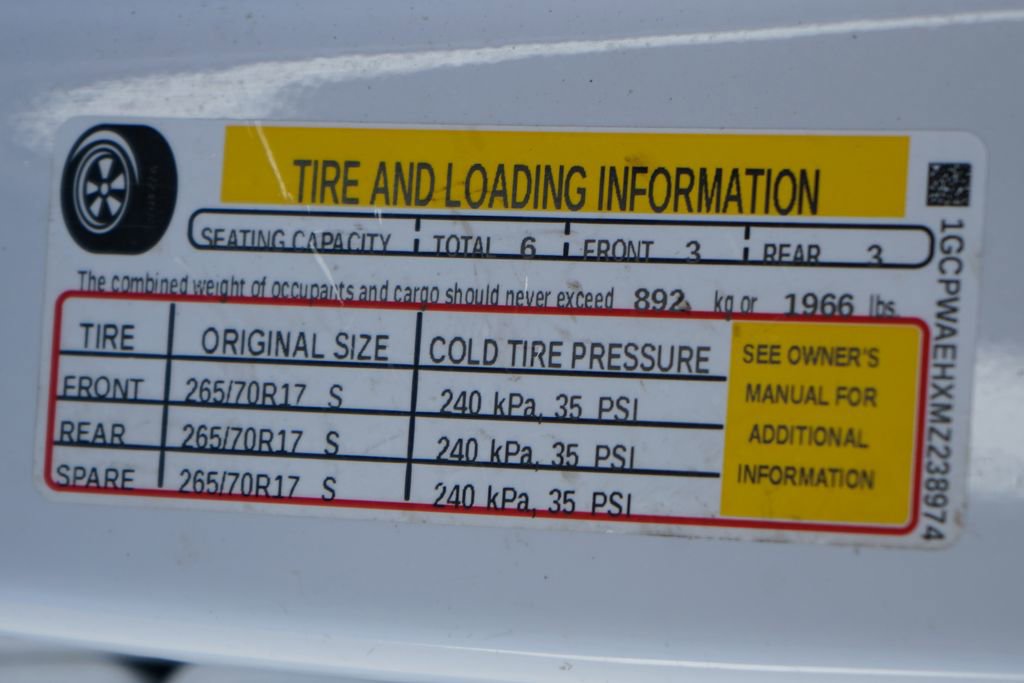 TIRE AND LOADING INFORMATION
SEATING CAPACITY TOTAL 6 FRONT 3 REAR 3
The combined weight of occupants and cargo should never exceed 892 kg or 1966 lbs.
TIRE ORIGINAL SIZE COLD TIRE PRESSURE
FRONT 265/70R17 S 240 kPa, 35 PSI
REAR 265/70R17 S 240 kPa, 35 PSI
SPARE 265/70R17 S 240 kPa, 35 PSI
SEE OWNER'S
MANUAL FOR
ADDITIONAL
INFORMATION
1GCPWAEHXMZ238974